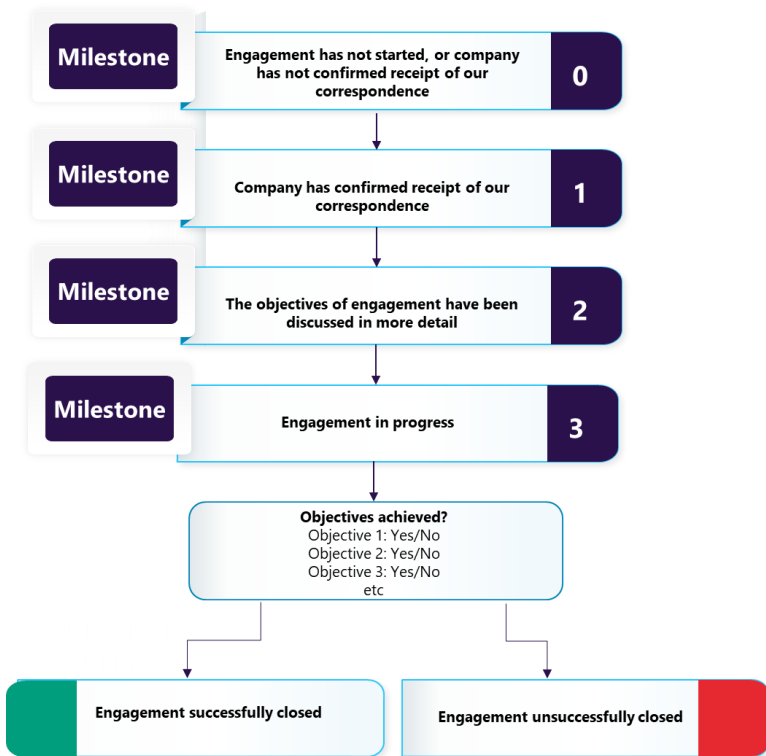 Milestone
Engagement has not started, or company
has not confirmed receipt of our
correspondence
0
Milestone
Company has confirmed receipt of our
correspondence
1
Milestone
The objectives of engagement have been
discussed in more detail
2
Milestone
Engagement in progress
3
Objectives achieved?
Objective 1: Yes/No
Objective 2: Yes/No
Objective 3: Yes/No
etc
Engagement successfully closed
Engagement unsuccessfully closed